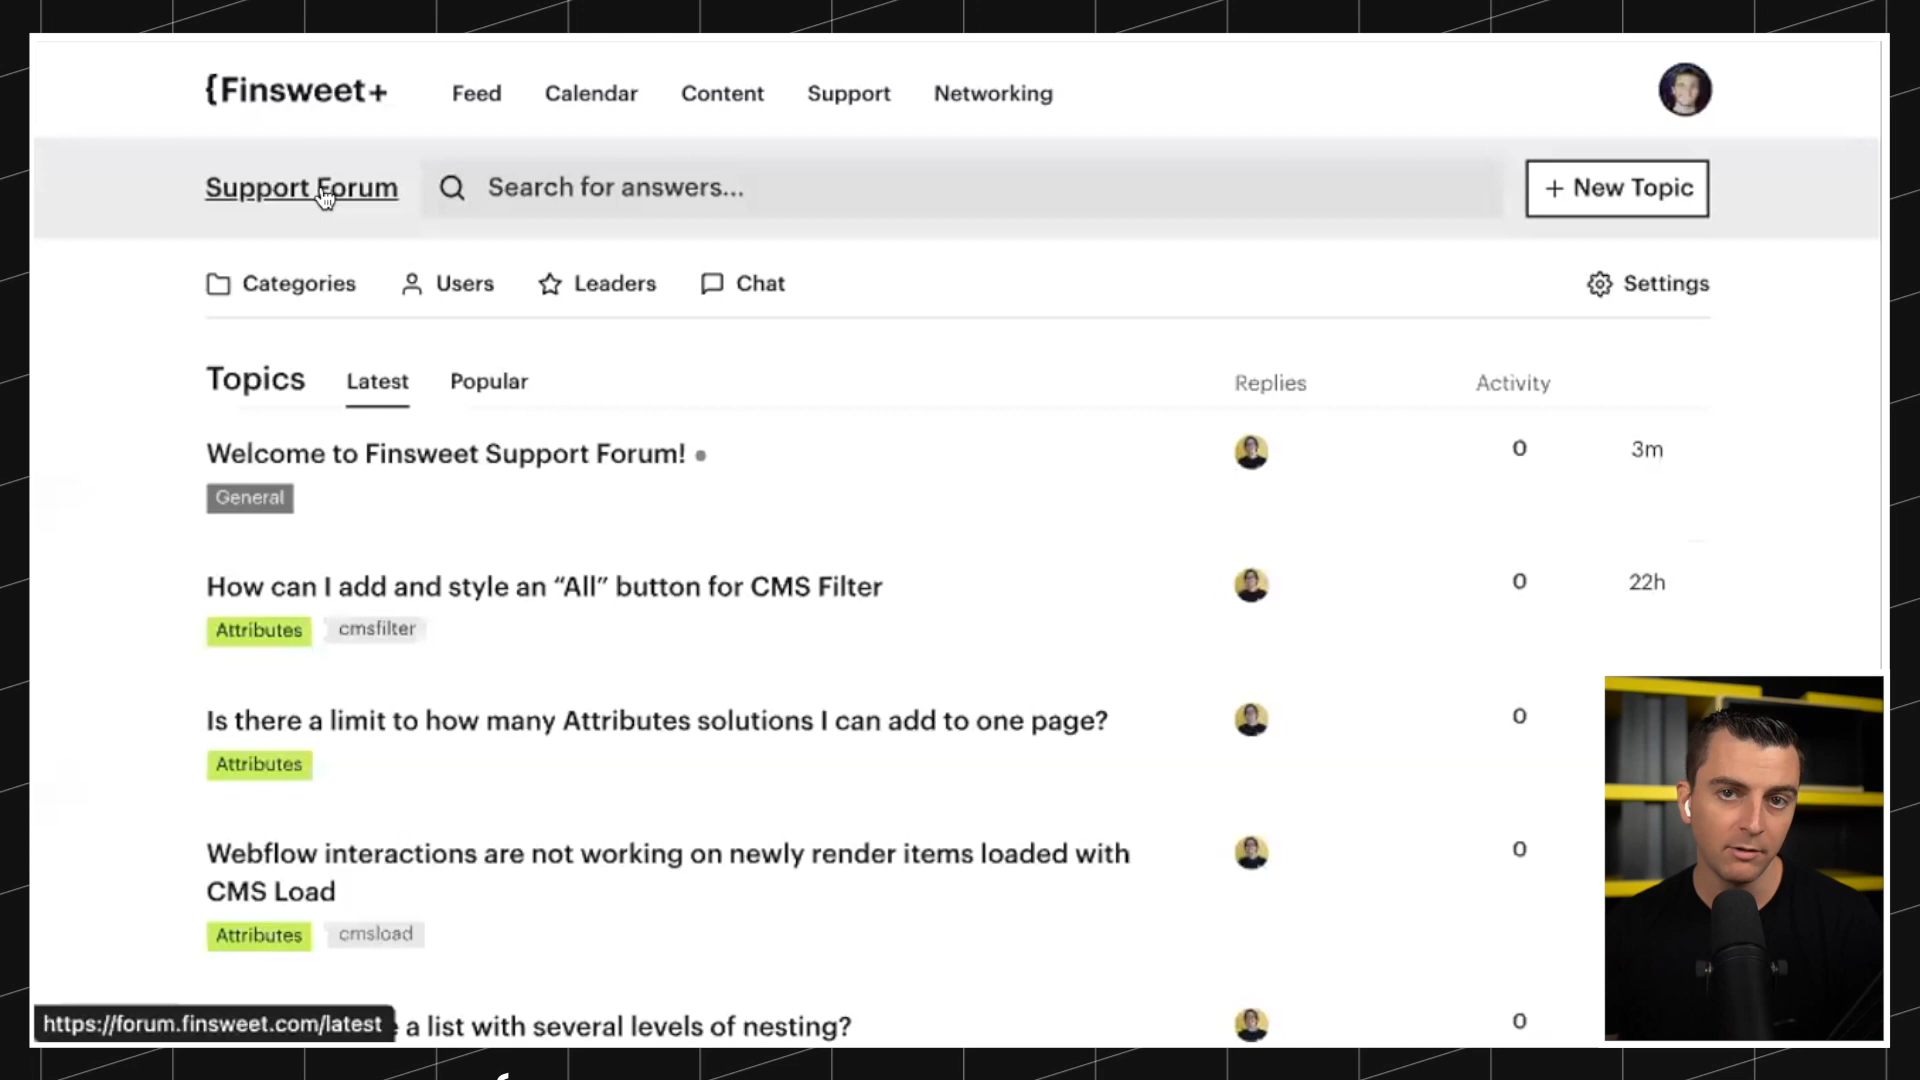 {Finsweet+
Feed
Calendar
Content
Support
Networking
Support Forum
Search for answers...
+ New Topic
Categories
Users
Leaders
Chat
Settings
Topics
Latest
Popular
Replies
Activity
Welcome to Finsweet Support Forum!
0
3m
General
How can I add and style an “All” button for CMS Filter
0
22h
Attributes
cmsfilter
Is there a limit to how many Attributes solutions I can add to one page?
0
Attributes
Webflow interactions are not working on newly render items loaded with
CMS Load
0
Attributes
cmsload
https://forum.finsweet.com/latest
a list with several levels of nesting?
0